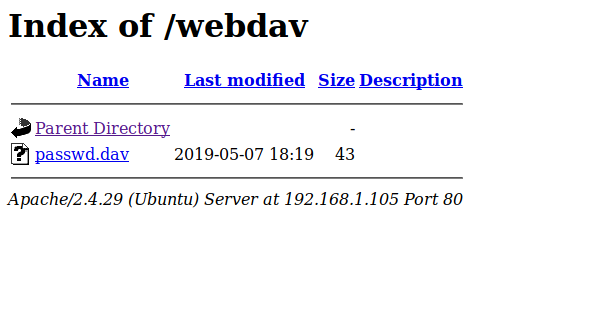 Index of /webdav
Name Last modified Size Description
Parent Directory -
passwd.dav 2019-05-07 18:19 43
Apache/2.4.29 (Ubuntu) Server at 192.168.1.105 Port 80